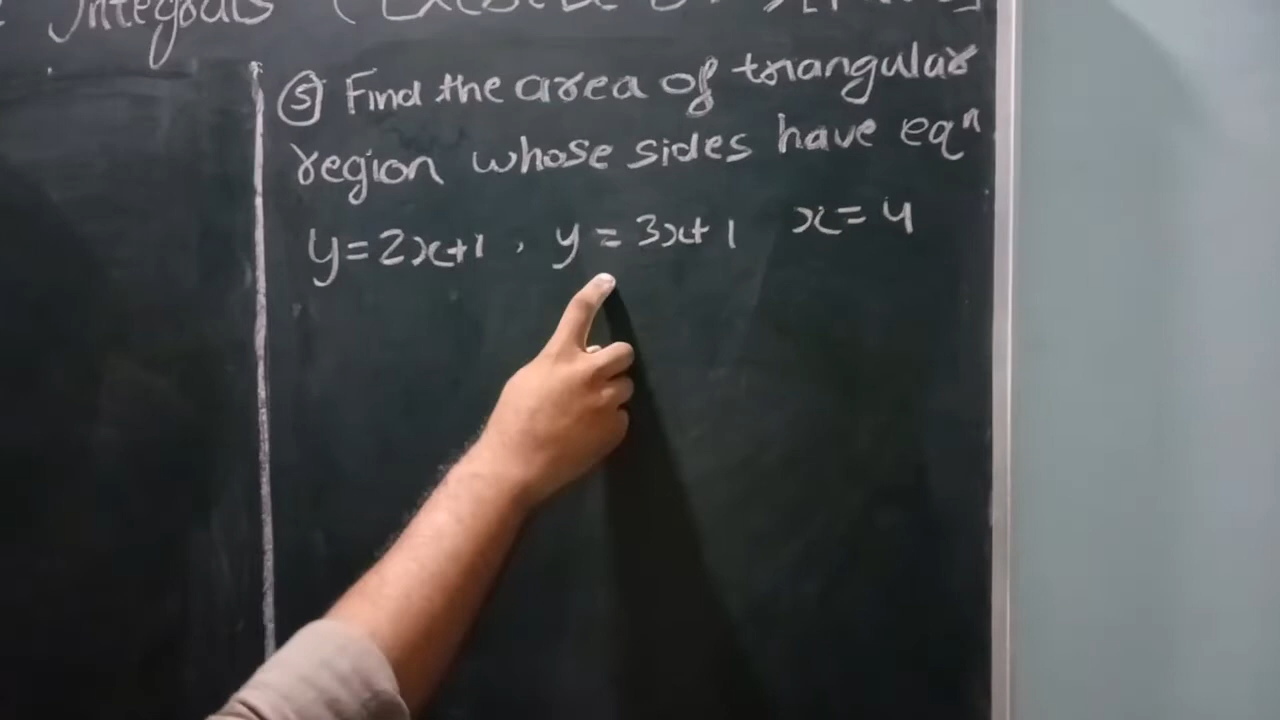 Integrals (
⑤ Find the area of triangular
region whose sides have eqⁿ
y=2x+1 , y=3x+1 x=4